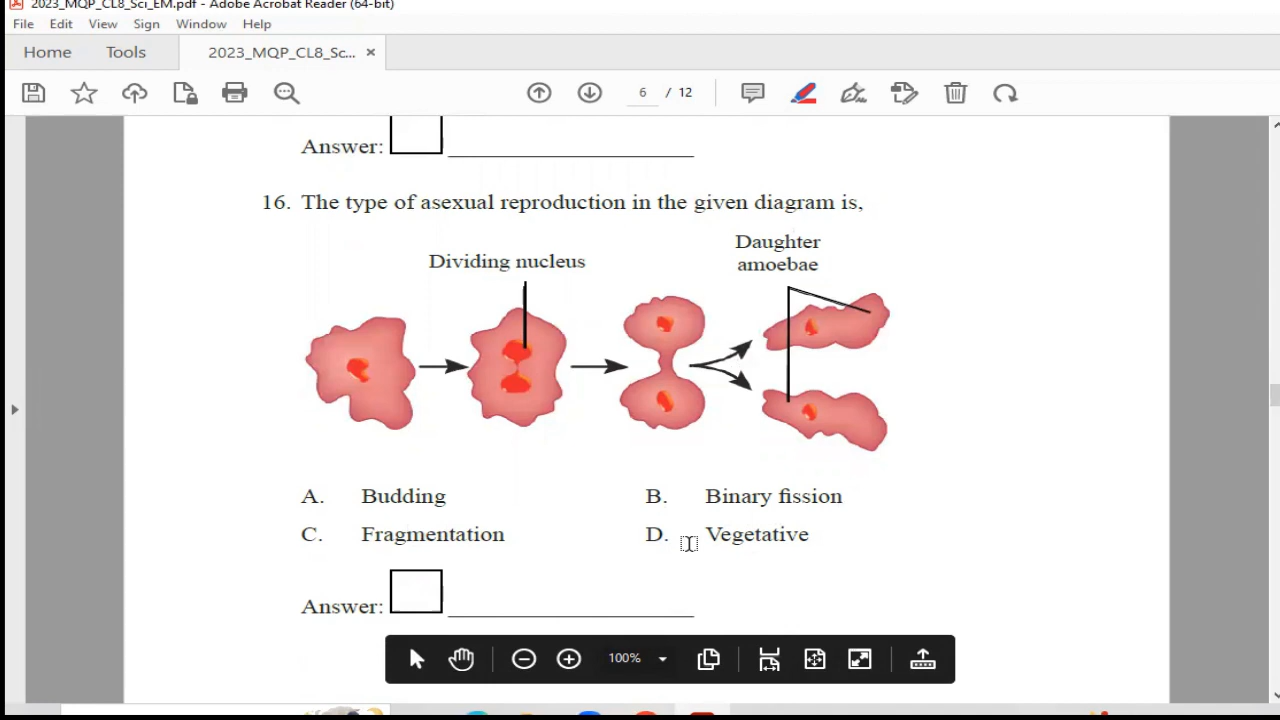 2023_MQP_CL8_Sci_EM.pdf - Adobe Acrobat Reader (64-bit)
File Edit View Sign Window Help
Home Tools 2023_MQP_CL8_Sc... ×
6 / 12
Answer:
16. The type of asexual reproduction in the given diagram is,
Daughter
amoebae
Dividing nucleus
A. Budding B. Binary fission
C. Fragmentation D. Vegetative
Answer:
100%